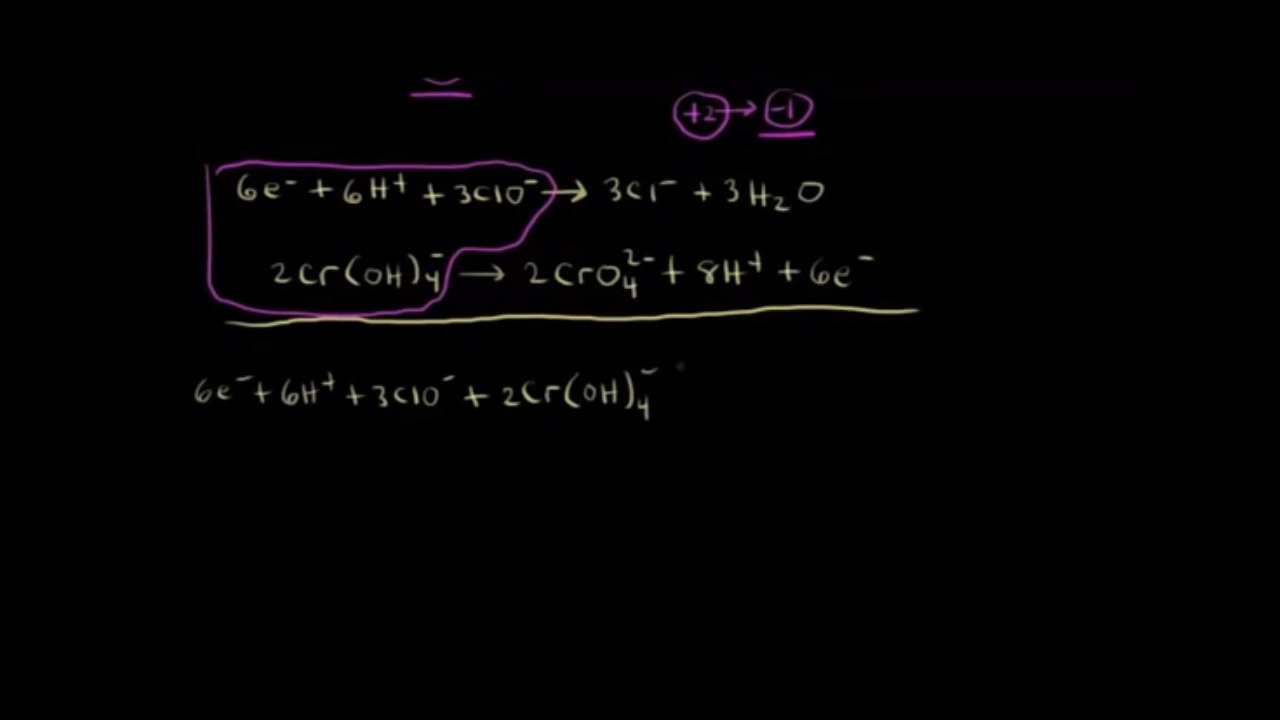 +2 → -1
6e⁻ + 6H⁺ + 3ClO⁻ → 3Cl⁻ + 3H₂O
2Cr(OH)₄⁻ → 2CrO₄²⁻ + 8H⁺ + 6e⁻
6e⁻ + 6H⁺ + 3ClO⁻ + 2Cr(OH)₄⁻